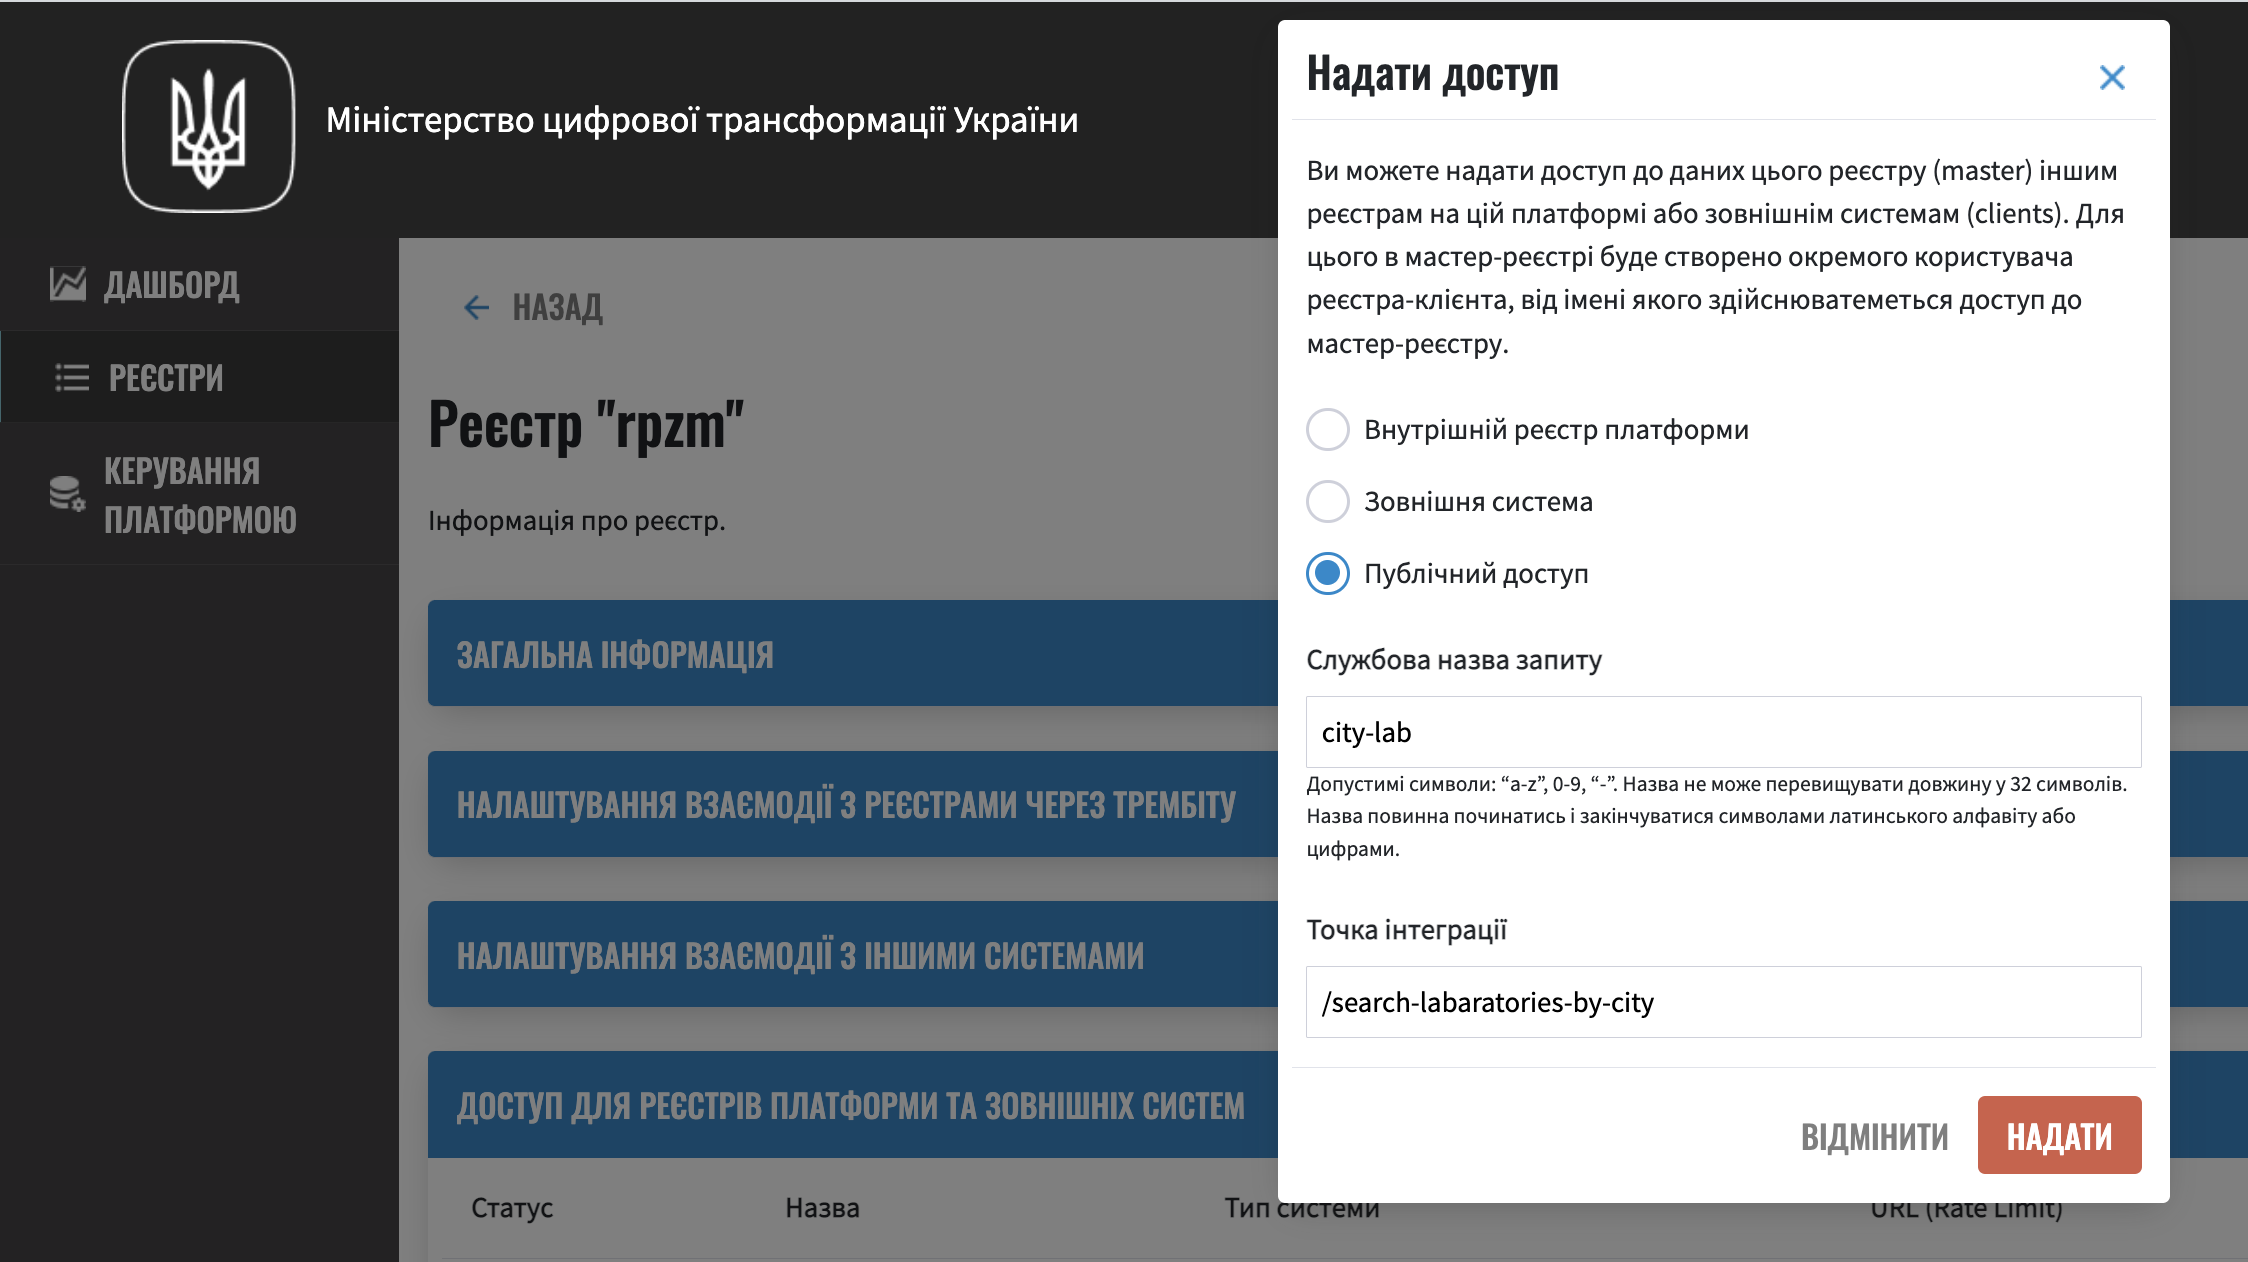 Міністерство цифрової трансформації України
ДАШБОРД
РЕЄСТРИ
КЕРУВАННЯ
ПЛАТФОРМОЮ
НАЗАД
Реєстр "rpzm"
Інформація про реєстр.
ЗАГАЛЬНА ІНФОРМАЦІЯ
НАЛАШТУВАННЯ ВЗАЄМОДІЇ З РЕЄСТРАМИ ЧЕРЕЗ ТРЕМБІТУ
НАЛАШТУВАННЯ ВЗАЄМОДІЇ З ІНШИМИ СИСТЕМАМИ
ДОСТУП ДЛЯ РЕЄСТРІВ ПЛАТФОРМИ ТА ЗОВНІШНІХ СИСТЕМ
Статус Назва Тип системи URL (Rate Limit)
Надати доступ
Ви можете надати доступ до даних цього реєстру (master) іншим
реєстрам на цій платформі або зовнішнім системам (clients). Для
цього в мастер-реєстрі буде створено окремого користувача
реєстра-клієнта, від імені якого здійснюватеметься доступ до
мастер-реєстру.
Внутрішній реєстр платформи
Зовнішня система
Публічний доступ
Службова назва запиту
city-lab
Допустимі символи: “a-z”, 0-9, “-”. Назва не може перевищувати довжину у 32 символів.
Назва повинна починатись і закінчуватися символами латинського алфавіту або
цифрами.
Точка інтеграції
/search-labaratories-by-city
ВІДМІНИТИ
НАДАТИ